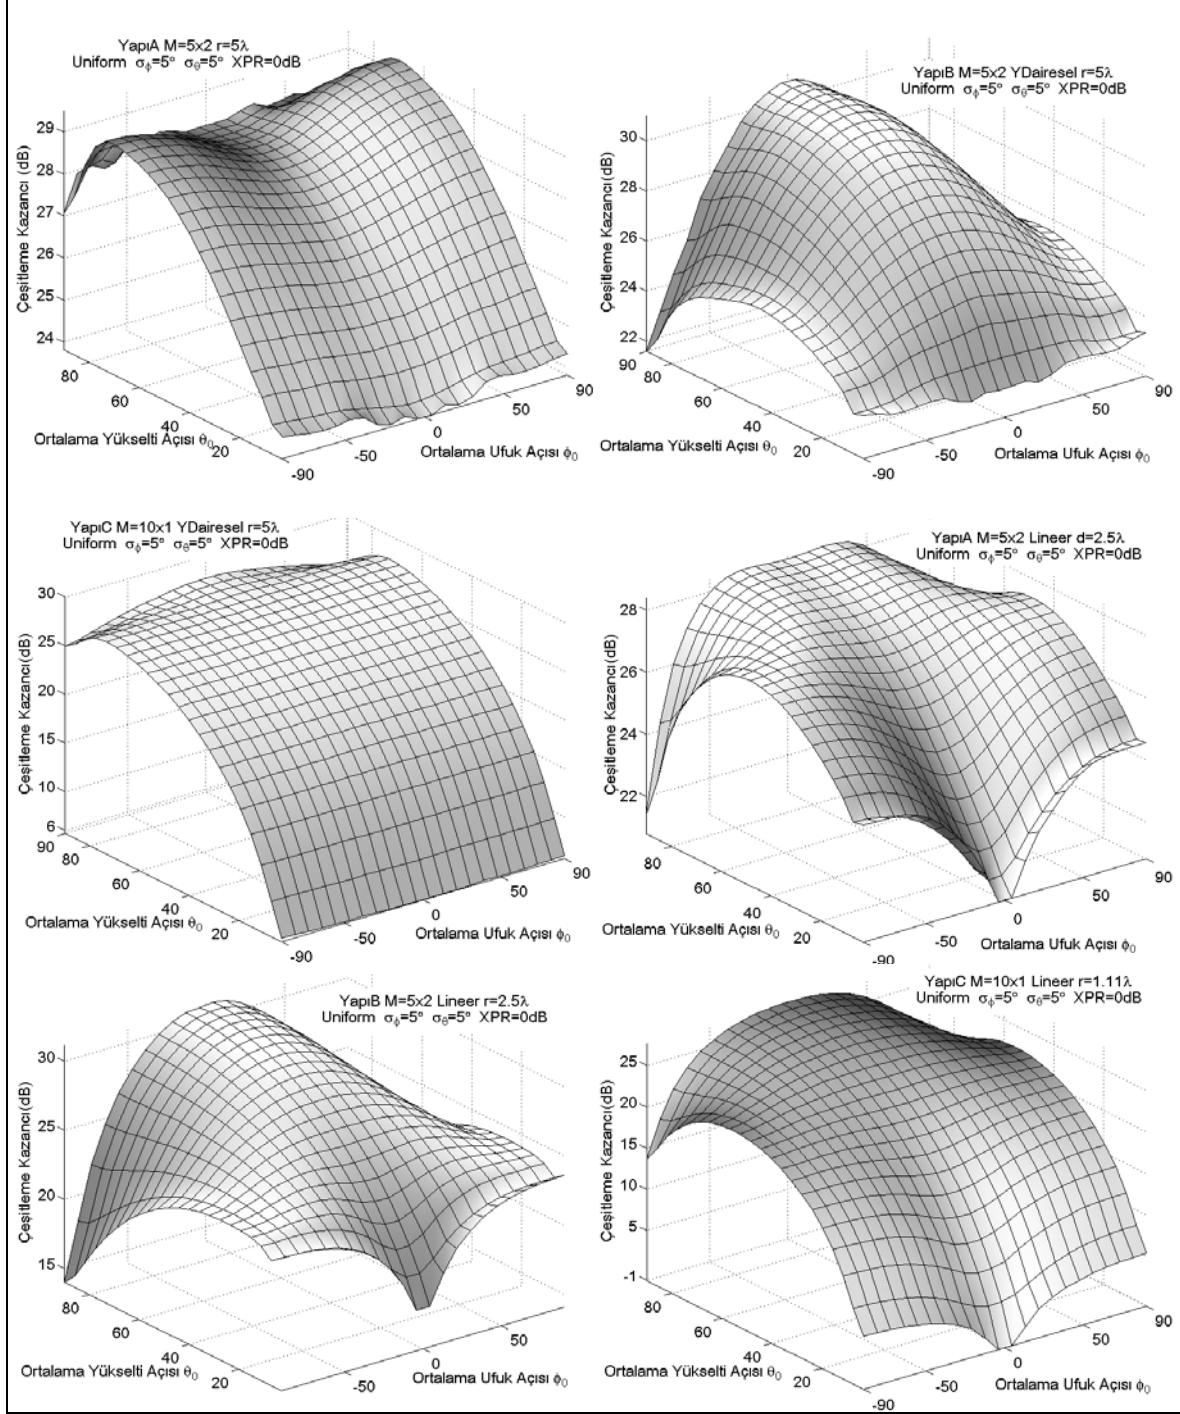 YapıA M=5x2 r=5λ
Uniform σφ=5° σθ=5° XPR=0dB
Çeşitleme Kazancı (dB)
29
28
27
26
25
24
80
60
40
20
Ortalama Yükselti Açısı θ0
-90
-50
0
50
90
Ortalama Ufuk Açısı ϕ0
YapıB M=5x2 YDairesel r=5λ
Uniform σφ=5° σθ=5° XPR=0dB
Çeşitleme Kazancı(dB)
30
28
26
24
22
90
80
60
40
20
Ortalama Yükselti Açısı θ0
-90
-50
0
50
90
Ortalama Ufuk Açısı ϕ0
YapıC M=10x1 YDairesel r=5λ
Uniform σφ=5° σθ=5° XPR=0dB
Çeşitleme Kazancı(dB)
30
25
20
15
10
6
90
80
60
40
20
Ortalama Yükselti Açısı θ0
-90
-50
0
50
90
Ortalama Ufuk Açısı ϕ0
YapıA M=5x2 Lineer d=2.5λ
Uniform σφ=5° σθ=5° XPR=0dB
Çeşitleme Kazancı(dB)
28
26
24
22
80
60
40
20
Ortalama Yükselti Açısı θ0
-90
-50
0
50
90
Ortalama Ufuk Açısı ϕ0
YapıB M=5x2 Lineer r=2.5λ
Uniform σφ=5° σθ=5° XPR=0dB
Çeşitleme Kazancı(dB)
30
25
20
15
80
60
40
20
Ortalama Yükselti Açısı θ0
-50
0
50
Ortalama Ufuk Açısı ϕ0
YapıC M=10x1 Lineer r=1.11λ
Uniform σφ=5° σθ=5° XPR=0dB
Çeşitleme Kazancı(dB)
25
20
15
10
5
-1
80
60
40
20
Ortalama Yükselti Açısı θ0
-90
-50
0
50
90
Ortalama Ufuk Açısı ϕ0